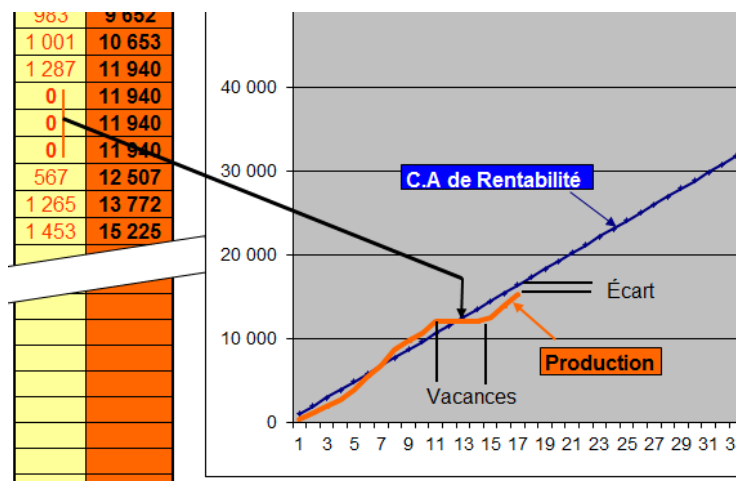 983 9 652
1 001 10 653
1 287 11 940
0 11 940
0 11 940
0 11 940
567 12 507
1 265 13 772
1 453 15 225
40 000
30 000
C.A de Rentabilité
20 000
Écart
10 000
Production
Vacances
0
1 3 5 7 9 11 13 15 17 19 21 23 25 27 29 31